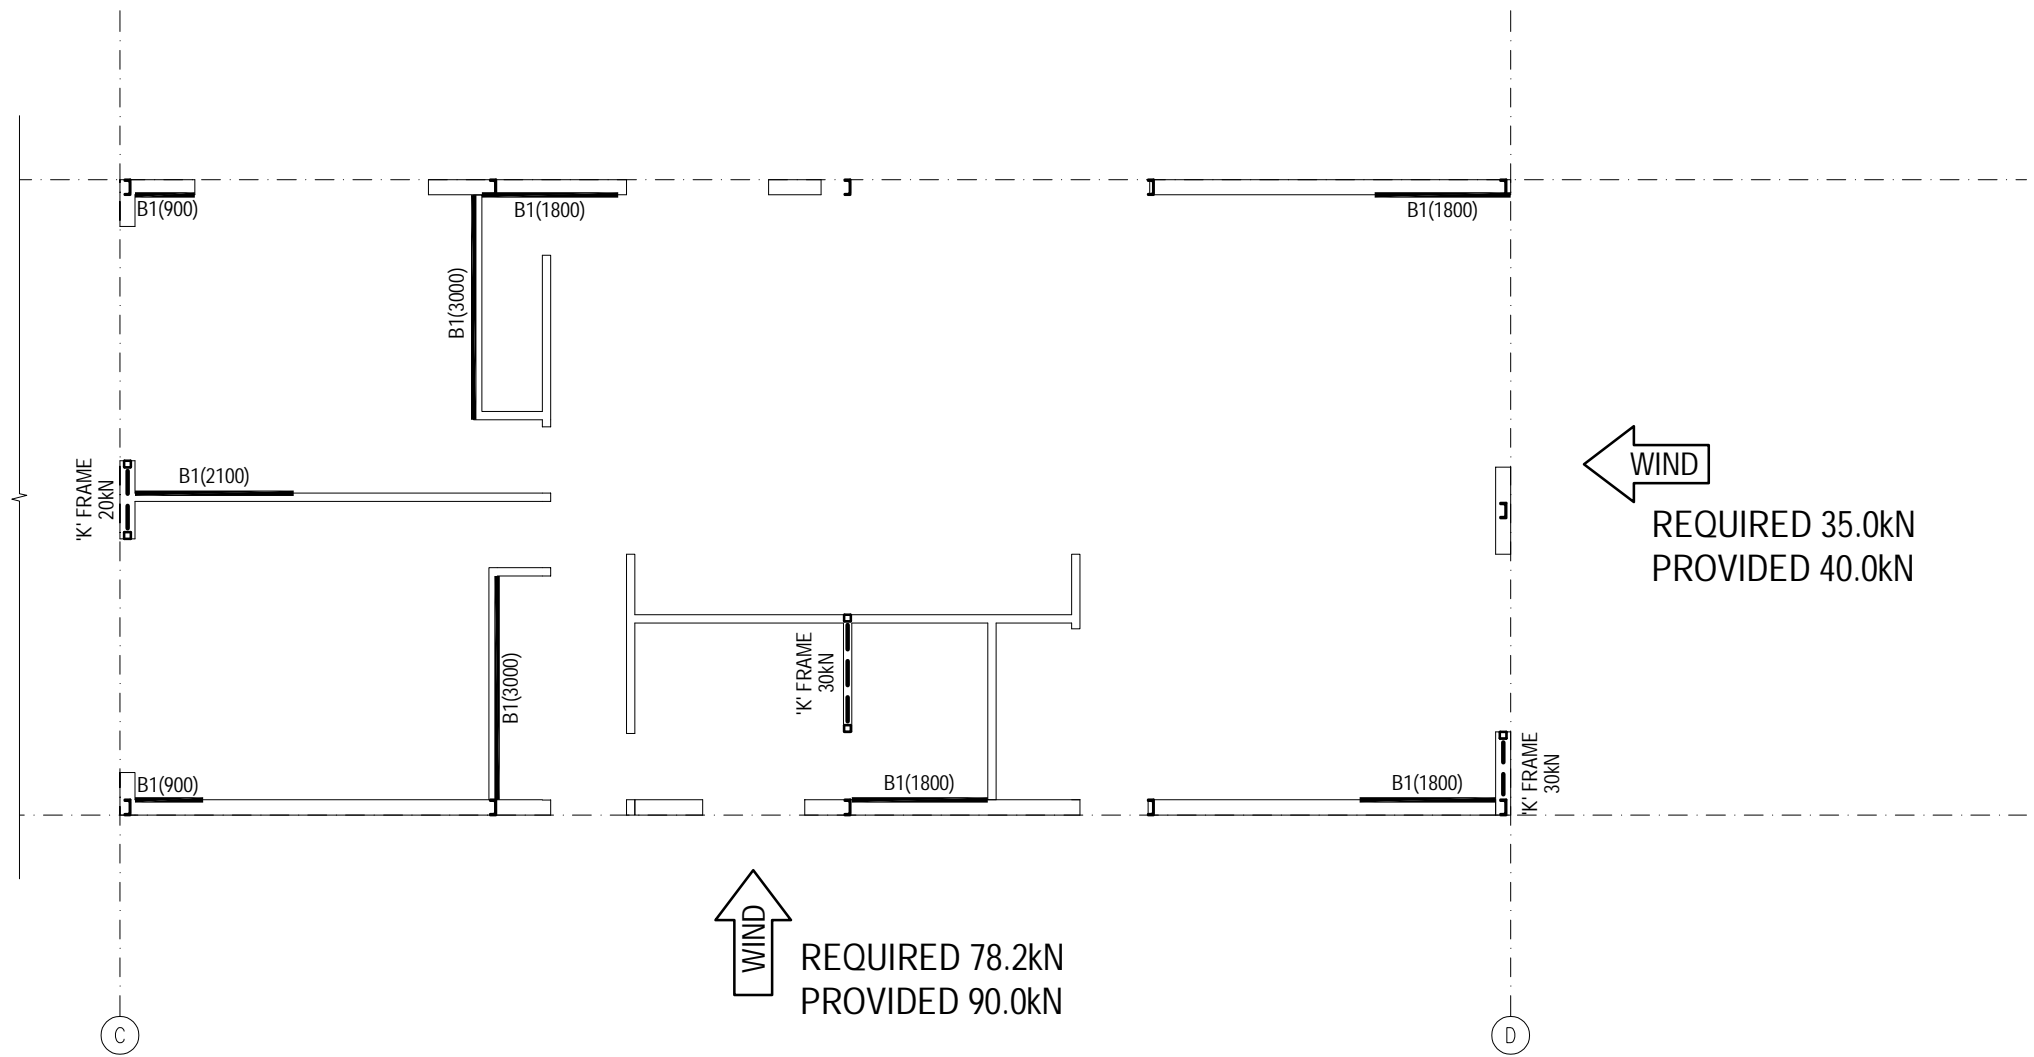 B1(900)
B1(1800)
B1(1800)
B1(3000)
'K' FRAME
20kN
B1(2100)
WIND
REQUIRED 35.0kN
PROVIDED 40.0kN
B1(3000)
'K' FRAME
30kN
B1(900)
B1(1800)
B1(1800)
'K' FRAME
30kN
WIND
REQUIRED 78.2kN
PROVIDED 90.0kN
C
D